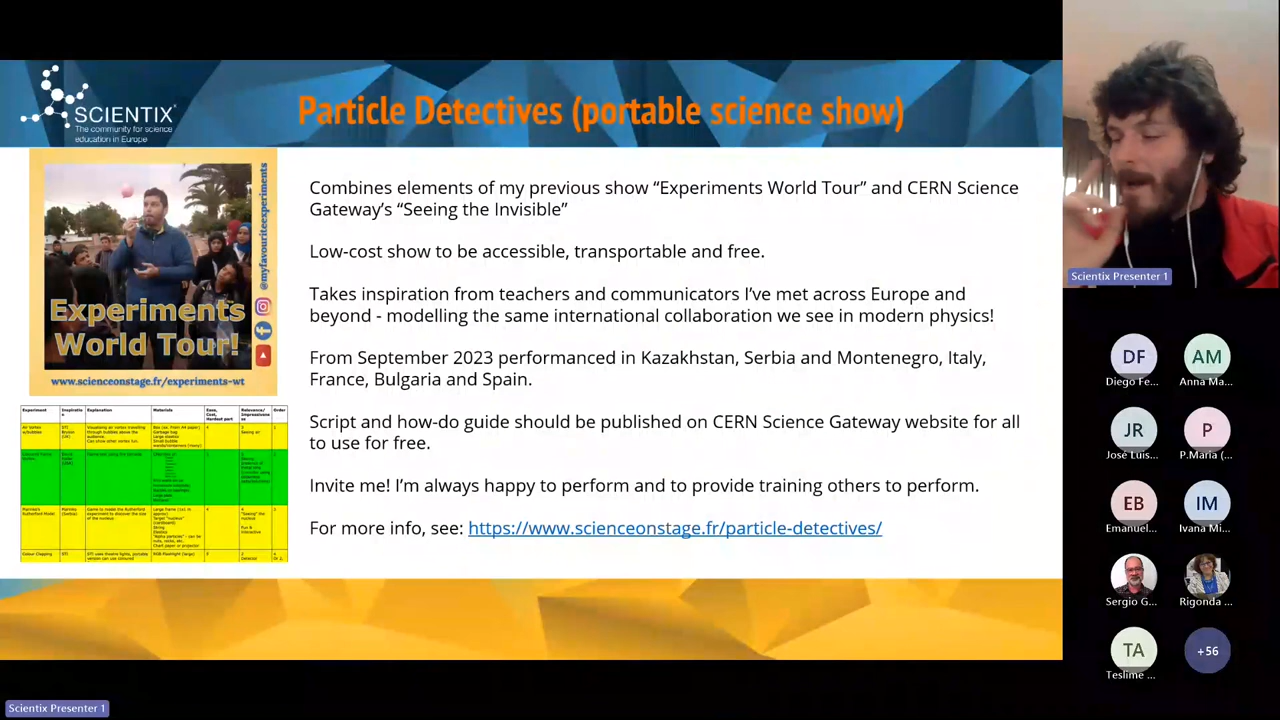 SCIENTIX
The community for science
education in Europe
Particle Detectives (portable science show)
@myfavouriteexperiments
Experiments
World Tour!
www.scienceonstage.fr/experiments-wt
Combines elements of my previous show “Experiments World Tour” and CERN Science
Gateway’s “Seeing the Invisible”
Low-cost show to be accessible, transportable and free.
Takes inspiration from teachers and communicators I’ve met across Europe and
beyond - modelling the same international collaboration we see in modern physics!
From September 2023 performanced in Kazakhstan, Serbia and Montenegro, Italy,
France, Bulgaria and Spain.
Script and how-do guide should be published on CERN Science Gateway website for all
to use for free.
Invite me! I’m always happy to perform and to provide training others to perform.
For more info, see: https://www.scienceonstage.fr/particle-detectives/
Experiment
Explanation
Materials
Order
Scientix Presenter 1
DF
Diego Fe...
AM
Anna Ma...
JR
José Luis...
P
P.Maria (...
EB
Emanuel...
IM
Ivana Mi...
Sergio G...
Rigonda ...
TA
Teslime ...
+56
Scientix Presenter 1